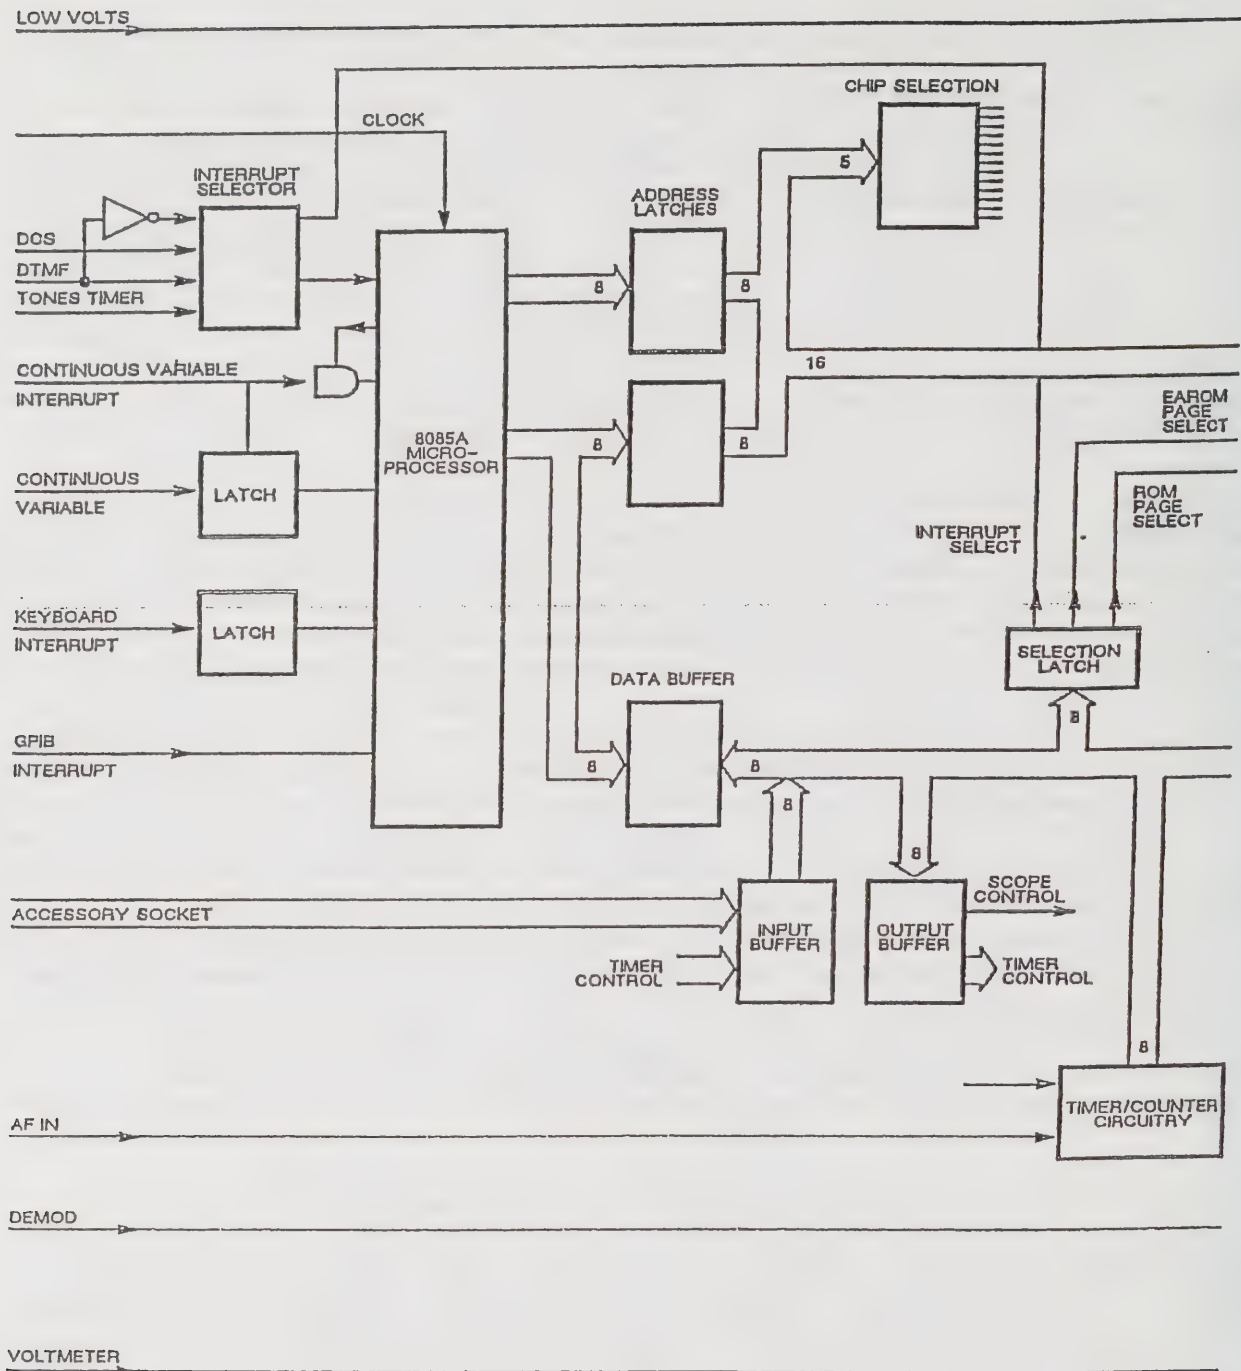 LOW VOLTS
CHIP SELECTION
CLOCK
5
INTERRUPT
SELECTOR
ADDRESS
LATCHES
DCS
DTMF
TONES TIMER
8
8
16
CONTINUOUS VARIABLE
INTERRUPT
EAROM
PAGE
SELECT
8085A
MICRO-
PROCESSOR
8
8
CONTINUOUS
VARIABLE
LATCH
ROM
PAGE
SELECT
INTERRUPT
SELECT
KEYBOARD
INTERRUPT
LATCH
SELECTION
LATCH
DATA BUFFER
8
GPIB
INTERRUPT
8
8
8
8
ACCESSORY SOCKET
INPUT
BUFFER
OUTPUT
BUFFER
SCOPE
CONTROL
TIMER
CONTROL
TIMER
CONTROL
8
TIMER/COUNTER
CIRCUITRY
AF IN
DEMOD
VOLTMETER